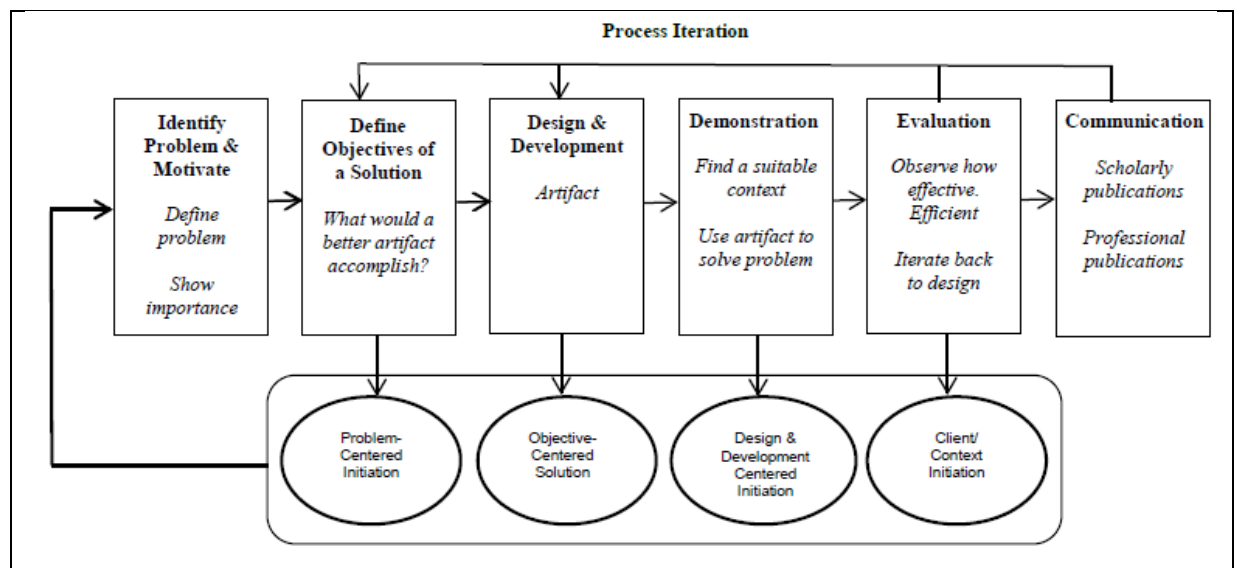 Process Iteration
Identify
Problem &
Motivate
Define
problem
Show
importance
Define
Objectives of
a Solution
What would a
better artifact
accomplish?
Design &
Development
Artifact
Demonstration
Find a suitable
context
Use artifact to
solve problem
Evaluation
Observe how
effective.
Efficient
Iterate back
to design
Communication
Scholarly
publications
Professional
publications
Problem-
Centered
Initiation
Objective-
Centered
Solution
Design &
Development
Centered
Initiation
Client/
Context
Initiation